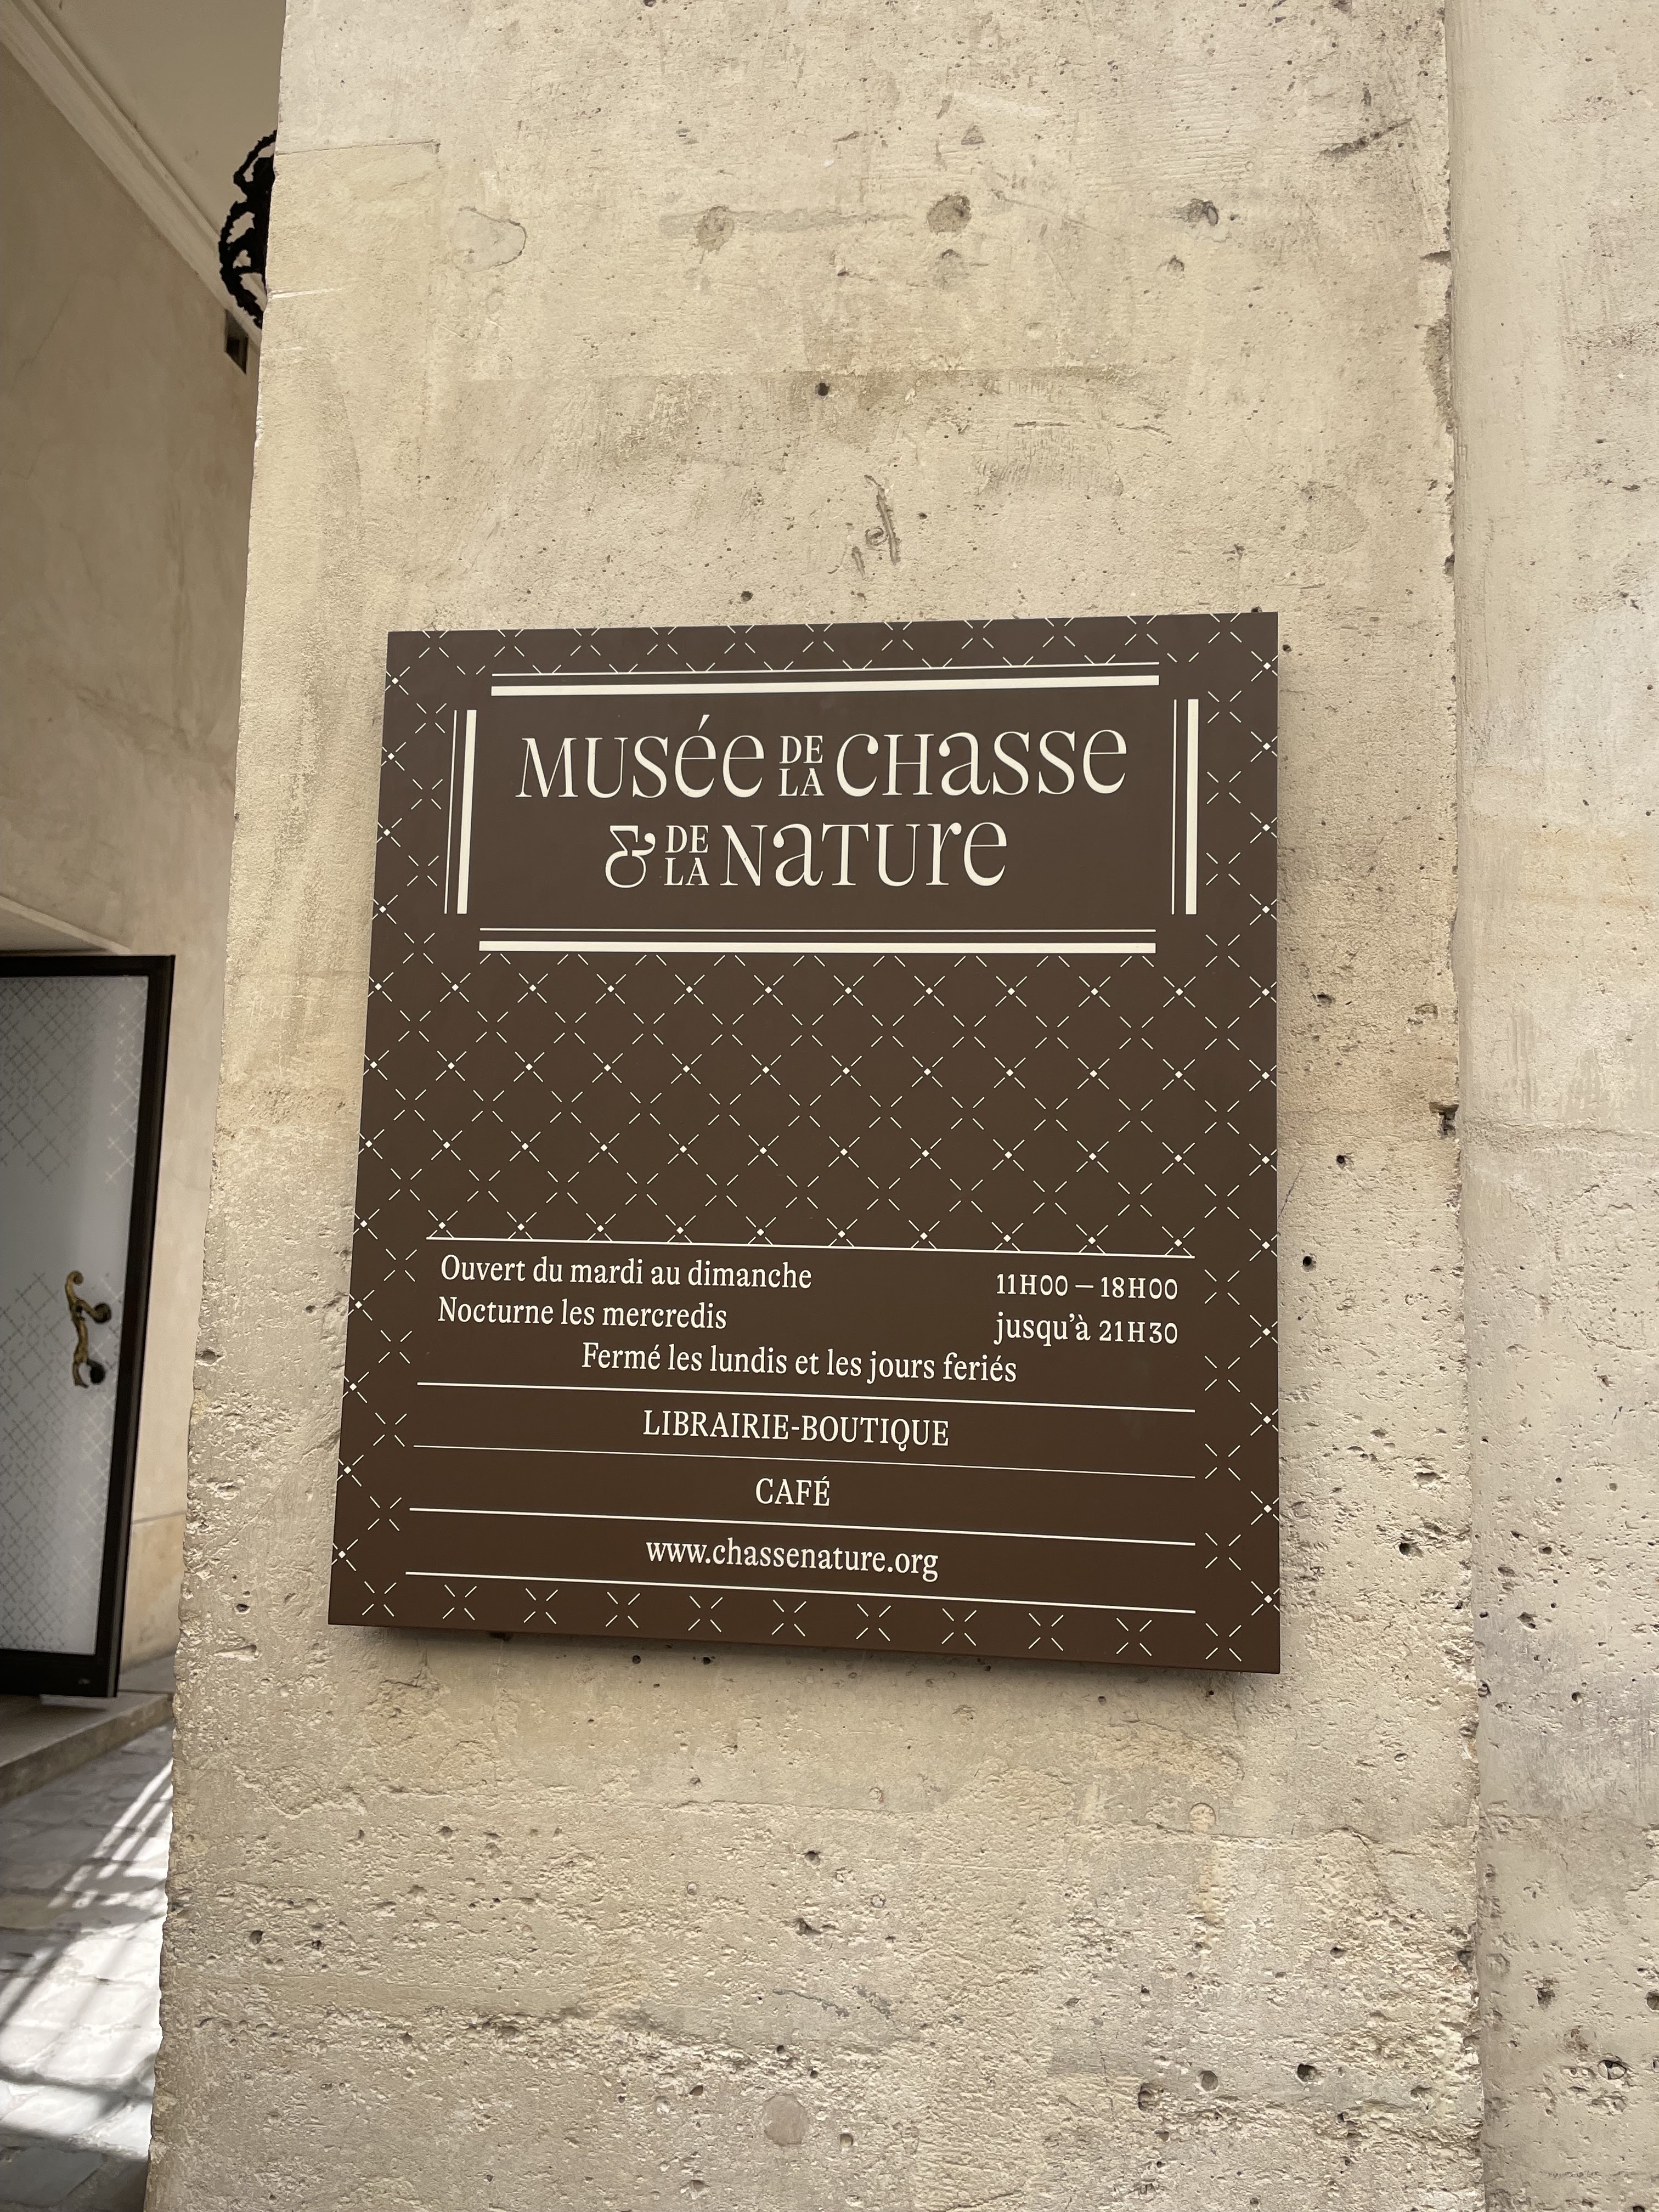 MUSée DE LA CHasse
& DE LA NaTUre
Ouvert du mardi au dimanche 11H00 – 18H00
Nocturne les mercredis jusqu'à 21H30
Fermé les lundis et les jours feriés
LIBRAIRIE-BOUTIQUE
CAFÉ
www.chassenature.org